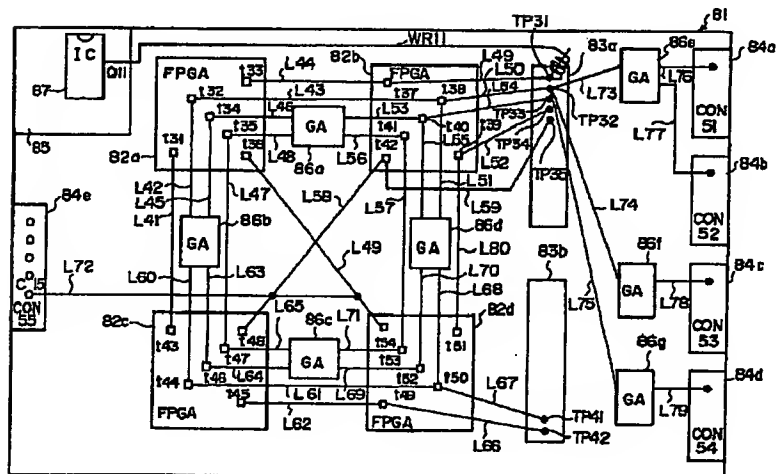 81
IC
87
O11
WR11
85
FPGA
t33
L44
82b
FPGA
L49
L50
TP31
83a
86e
84a
GA
L76
CON
51
L73
L54
t32
L43
t37
t38
t34
L46
GA
L53
t40
t39
L55
TP33
TP32
L77
84b
t31
t35
L48
86a
t41
L56
t42
TP34
TP35
t36
L52
L51
L59
82a
CON
52
L42
L45
L41
L47
86b
L58
L57
L74
84e
GA
L49
GA
86d
L80
83b
86f
84c
GA
L78
CON
53
L60
L63
L70
L68
L75
L72
C 15
CON
55
82c
L65
86c
L71
82d
t48
t54
86g
84d
t43
t47
GA
t53
t51
GA
L79
CON
54
t44
t46
L64
L61
L69
t52
t50
L67
t45
L62
t49
FPGA
FPGA
L66
TP41
TP42